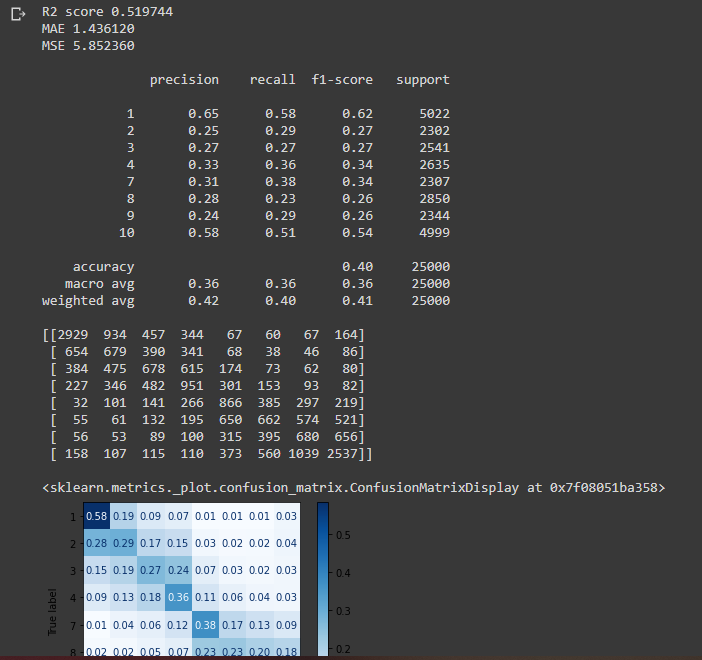 R2 score 0.519744
MAE 1.436120
MSE 5.852360
precision recall f1-score support
1 0.65 0.58 0.62 5022
2 0.25 0.29 0.27 2302
3 0.27 0.27 0.27 2541
4 0.33 0.36 0.34 2635
7 0.31 0.38 0.34 2307
8 0.28 0.23 0.26 2850
9 0.24 0.29 0.26 2344
10 0.58 0.51 0.54 4999
accuracy 0.40 25000
macro avg 0.36 0.36 0.36 25000
weighted avg 0.42 0.40 0.41 25000
[[2929 934 457 344 67 60 67 164]
[ 654 679 390 341 68 38 46 86]
[ 384 475 678 615 174 73 62 80]
[ 227 346 482 951 301 153 93 82]
[ 32 101 141 266 866 385 297 219]
[ 55 61 132 195 650 662 574 521]
[ 56 53 89 100 315 395 680 656]
[ 158 107 115 110 373 560 1039 2537]]
<sklearn.metrics._plot.confusion_matrix.ConfusionMatrixDisplay at 0x7f08051ba358>
1 0.58 0.19 0.09 0.07 0.01 0.01 0.01 0.03
2 0.28 0.29 0.17 0.15 0.03 0.02 0.02 0.04
3 0.15 0.19 0.27 0.24 0.07 0.03 0.02 0.03
4 0.09 0.13 0.18 0.36 0.11 0.06 0.04 0.03
7 0.01 0.04 0.06 0.12 0.38 0.17 0.13 0.09
8 0.02 0.02 0.05 0.07 0.23 0.23 0.20 0.18
True label
0.5
0.4
0.3
0.2